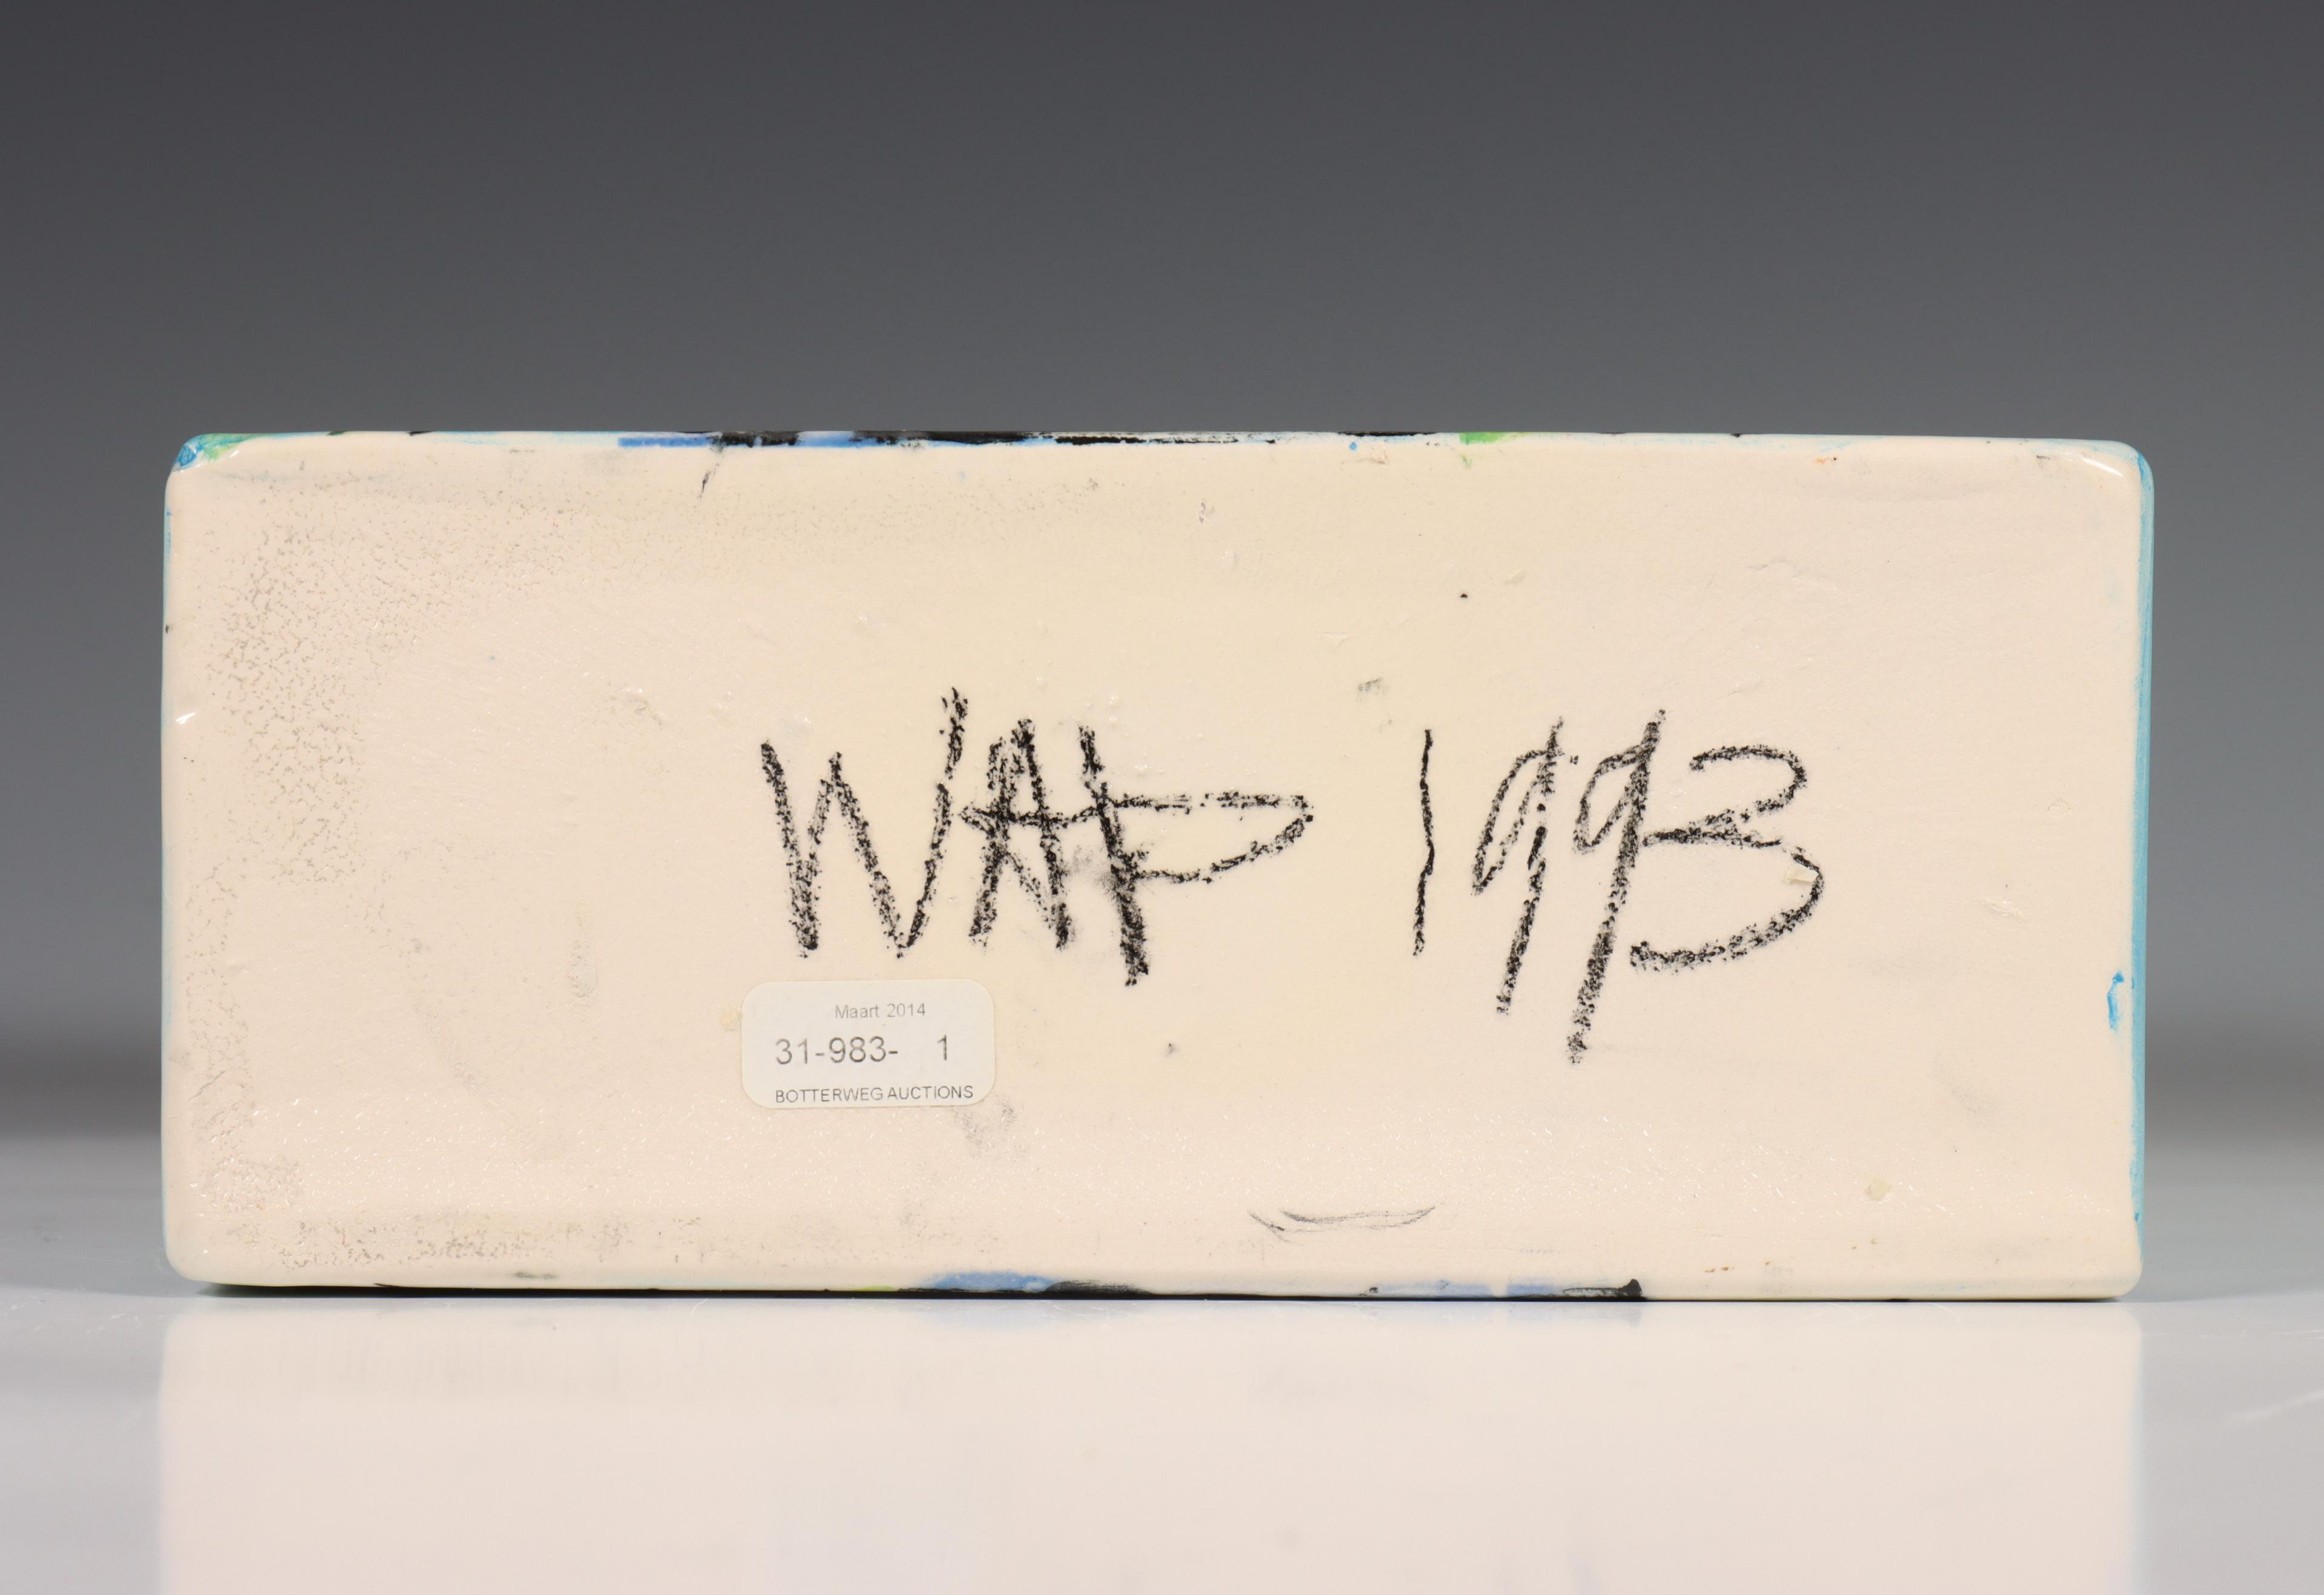 WAP 1993
Maart 2014
31-983- 1
BOTTERWEG AUCTIONS